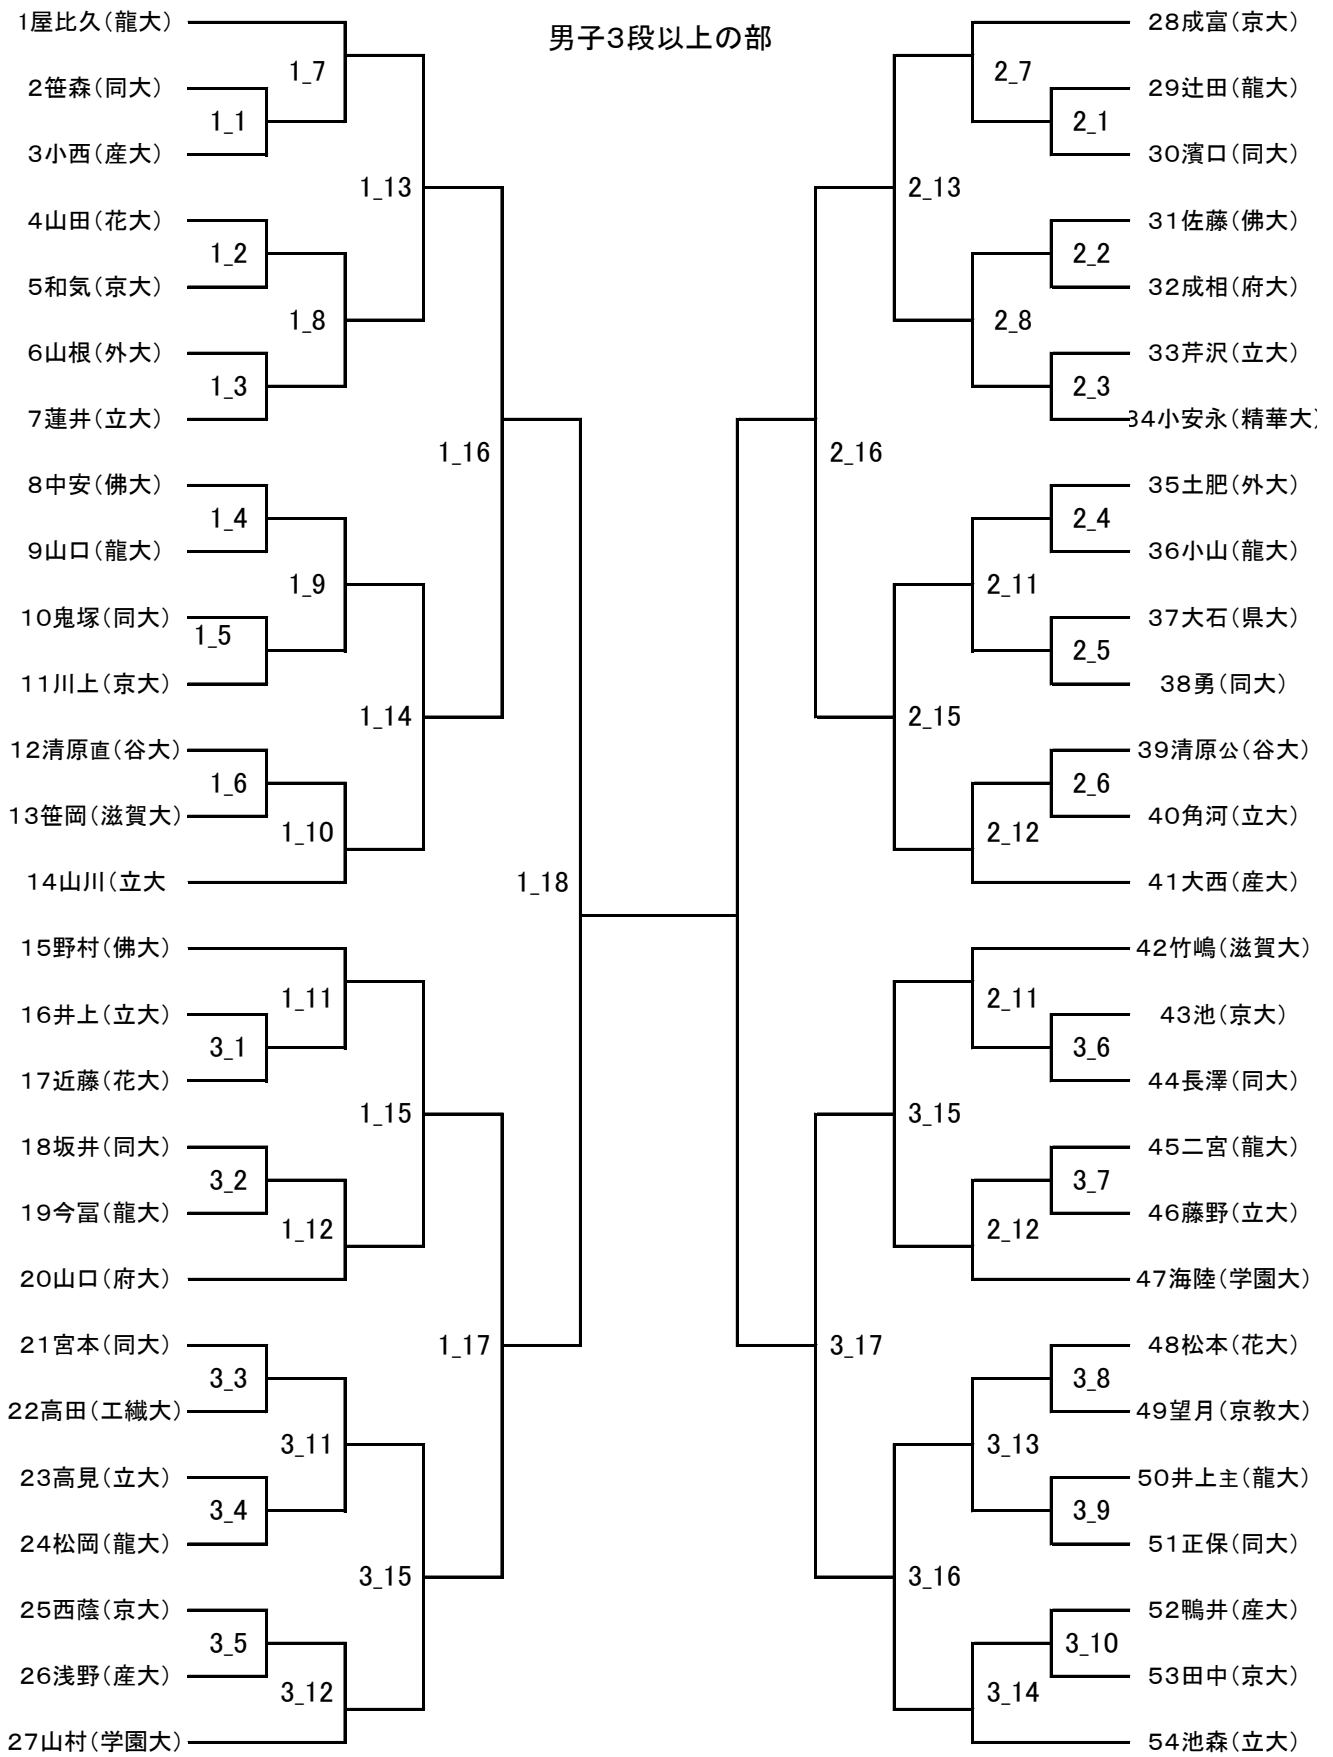 男子3段以上の部
1屋比久(龍大)
1_7
2笹森(同大)
1_1
3小西(産大)
1_13
4山田(花大)
1_2
5和気(京大)
1_8
6山根(外大)
1_3
7蓮井(立大)
1_16
8中安(佛大)
1_4
9山口(龍大)
1_9
10鬼塚(同大)
1_5
11川上(京大)
1_14
12清原直(谷大)
1_6
13笹岡(滋賀大)
1_10
14山川(立大
1_18
15野村(佛大)
1_11
16井上(立大)
3_1
17近藤(花大)
1_15
18坂井(同大)
3_2
19今冨(龍大)
1_12
20山口(府大)
21宮本(同大)
1_17
3_3
22高田(工繊大)
3_11
23高見(立大)
3_4
24松岡(龍大)
3_15
25西蔭(京大)
3_5
26浅野(産大)
3_12
27山村(学園大)
28成富(京大)
2_7
29辻田(龍大)
2_1
30濱口(同大)
2_13
31佐藤(佛大)
2_2
32成相(府大)
2_8
33芹沢(立大)
2_3
34小安永(精華大)
2_16
35土肥(外大)
2_4
36小山(龍大)
2_11
37大石(県大)
2_5
38勇(同大)
2_15
39清原公(谷大)
2_6
40角河(立大)
2_12
41大西(産大)
42竹嶋(滋賀大)
2_11
43池(京大)
3_6
44長澤(同大)
3_15
45二宮(龍大)
3_7
46藤野(立大)
2_12
47海陸(学園大)
3_17
48松本(花大)
3_8
49望月(京教大)
3_13
50井上主(龍大)
3_9
51正保(同大)
3_16
52鴨井(産大)
3_10
53田中(京大)
3_14
54池森(立大)